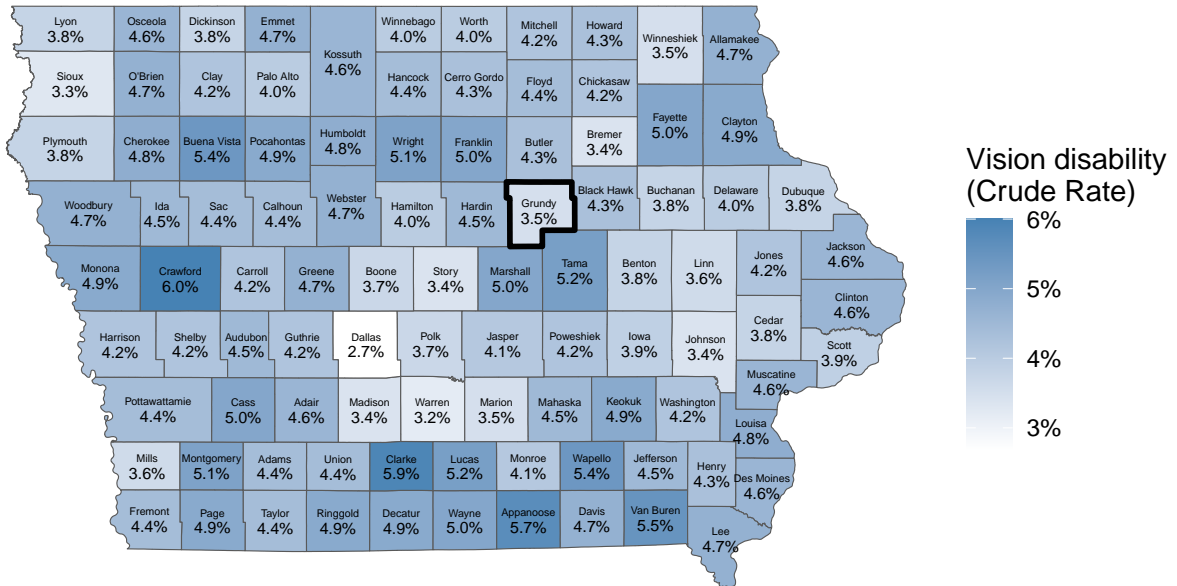 Lyon
3.8%
Osceola
4.6%
Dickinson
3.8%
Emmet
4.7%
Kossuth
4.6%
Winnebago
4.0%
Worth
4.0%
Mitchell
4.2%
Howard
4.3%
Winneshiek
3.5%
Allamakee
4.7%
Sioux
3.3%
O'Brien
4.7%
Clay
4.2%
Palo Alto
4.0%
Hancock
4.4%
Cerro Gordo
4.3%
Floyd
4.4%
Chickasaw
4.2%
Fayette
5.0%
Clayton
4.9%
Plymouth
3.8%
Cherokee
4.8%
Buena Vista
5.4%
Pocahontas
4.9%
Humboldt
4.8%
Wright
5.1%
Franklin
5.0%
Butler
4.3%
Bremer
3.4%
Woodbury
4.7%
Ida
4.5%
Sac
4.4%
Calhoun
4.4%
Webster
4.7%
Hamilton
4.0%
Hardin
4.5%
Grundy
3.5%
Black Hawk
4.3%
Buchanan
3.8%
Delaware
4.0%
Dubuque
3.8%
Monona
4.9%
Crawford
6.0%
Carroll
4.2%
Greene
4.7%
Boone
3.7%
Story
3.4%
Marshall
5.0%
Tama
5.2%
Benton
3.8%
Linn
3.6%
Jones
4.2%
Jackson
4.6%
Clinton
4.6%
Harrison
4.2%
Shelby
4.2%
Audubon
4.5%
Guthrie
4.2%
Dallas
2.7%
Polk
3.7%
Jasper
4.1%
Poweshiek
4.2%
Iowa
3.9%
Johnson
3.4%
Cedar
3.8%
Scott
3.9%
Muscatine
4.6%
Pottawattamie
4.4%
Cass
5.0%
Adair
4.6%
Madison
3.4%
Warren
3.2%
Marion
3.5%
Mahaska
4.5%
Keokuk
4.9%
Washington
4.2%
Louisa
4.8%
Mills
3.6%
Montgomery
5.1%
Adams
4.4%
Union
4.4%
Clarke
5.9%
Lucas
5.2%
Monroe
4.1%
Wapello
5.4%
Jefferson
4.5%
Henry
4.3%
Des Moines
4.6%
Fremont
4.4%
Page
4.9%
Taylor
4.4%
Ringgold
4.9%
Decatur
4.9%
Wayne
5.0%
Appanoose
5.7%
Davis
4.7%
Van Buren
5.5%
Lee
4.7%
Vision disability
(Crude Rate)
6%
5%
4%
3%